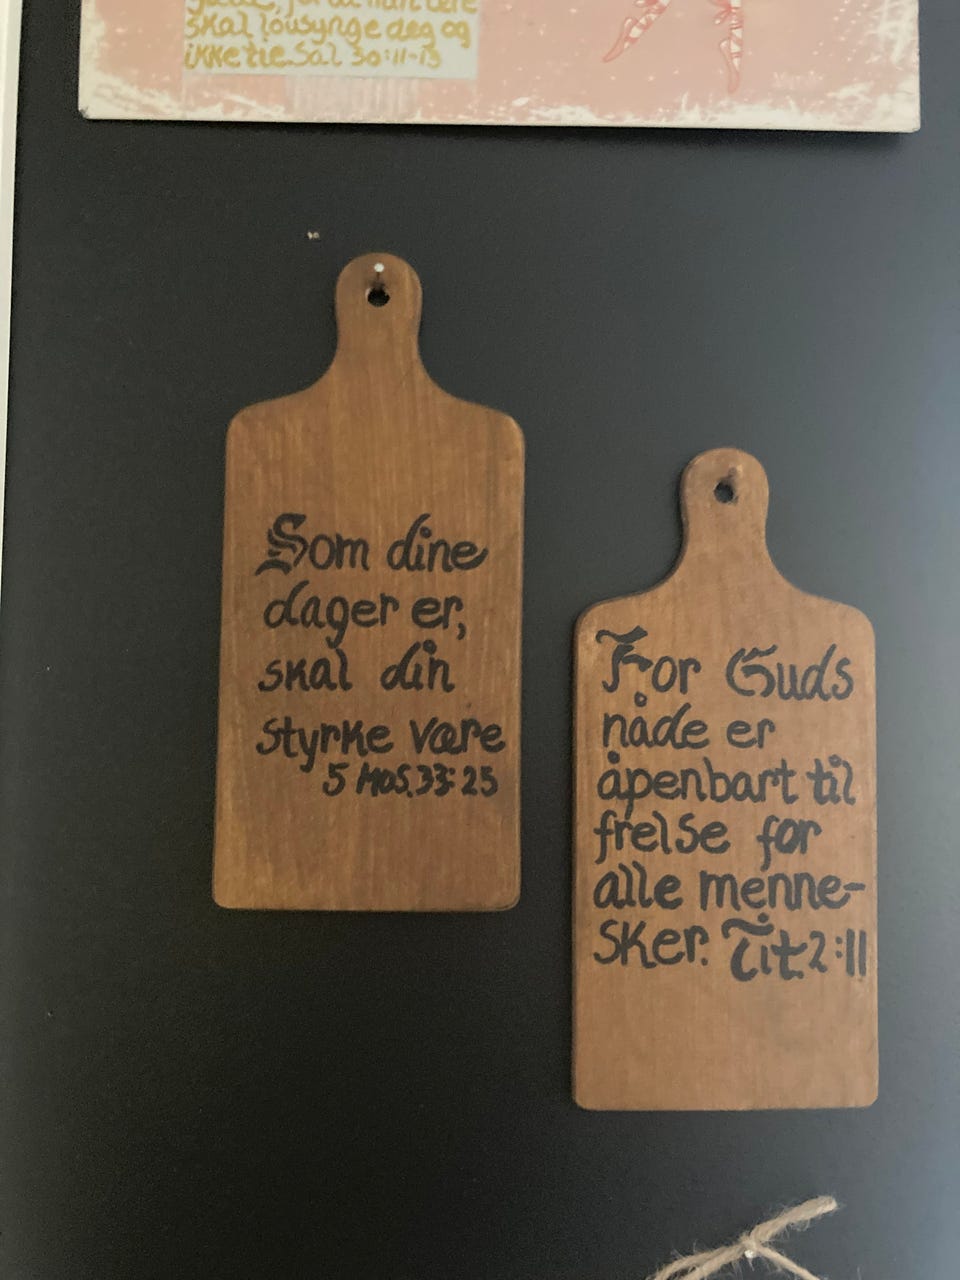 skal lovsynge deg og
ikke tie. Sal 30:11-13
Som dine
dager er,
skal din
styrke være
5 Mos. 33:25
For Guds
nåde er
åpenbart til
frelse for
alle menne-
sker. Tit. 2:11